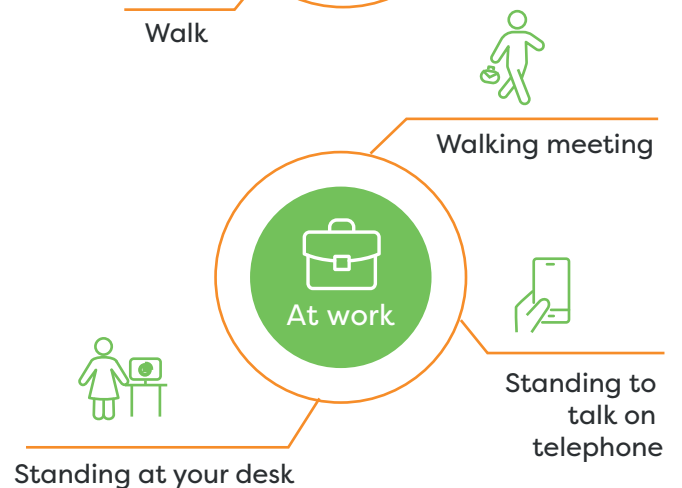 Walk
Walking meeting
At work
Standing to
talk on
telephone
Standing at your desk